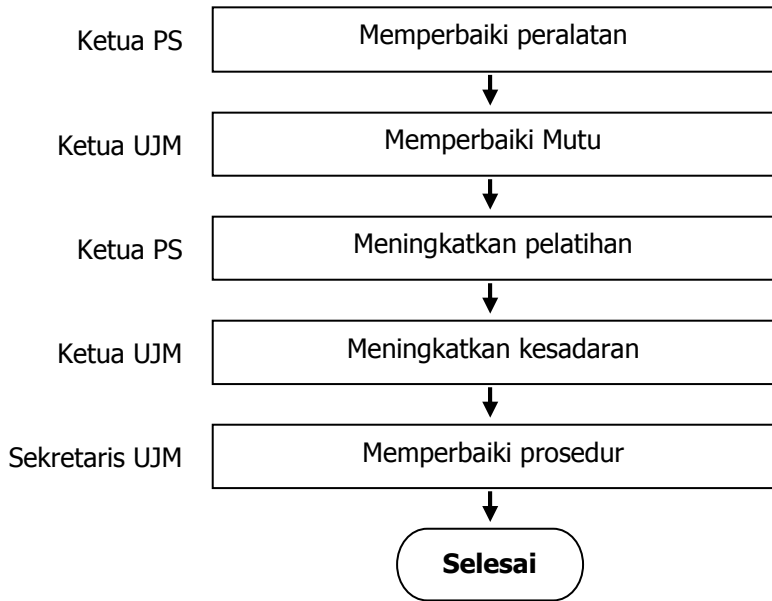 Ketua PS
Memperbaiki peralatan
Ketua UJM
Memperbaiki Mutu
Ketua PS
Meningkatkan pelatihan
Ketua UJM
Meningkatkan kesadaran
Sekretaris UJM
Memperbaiki prosedur
Selesai